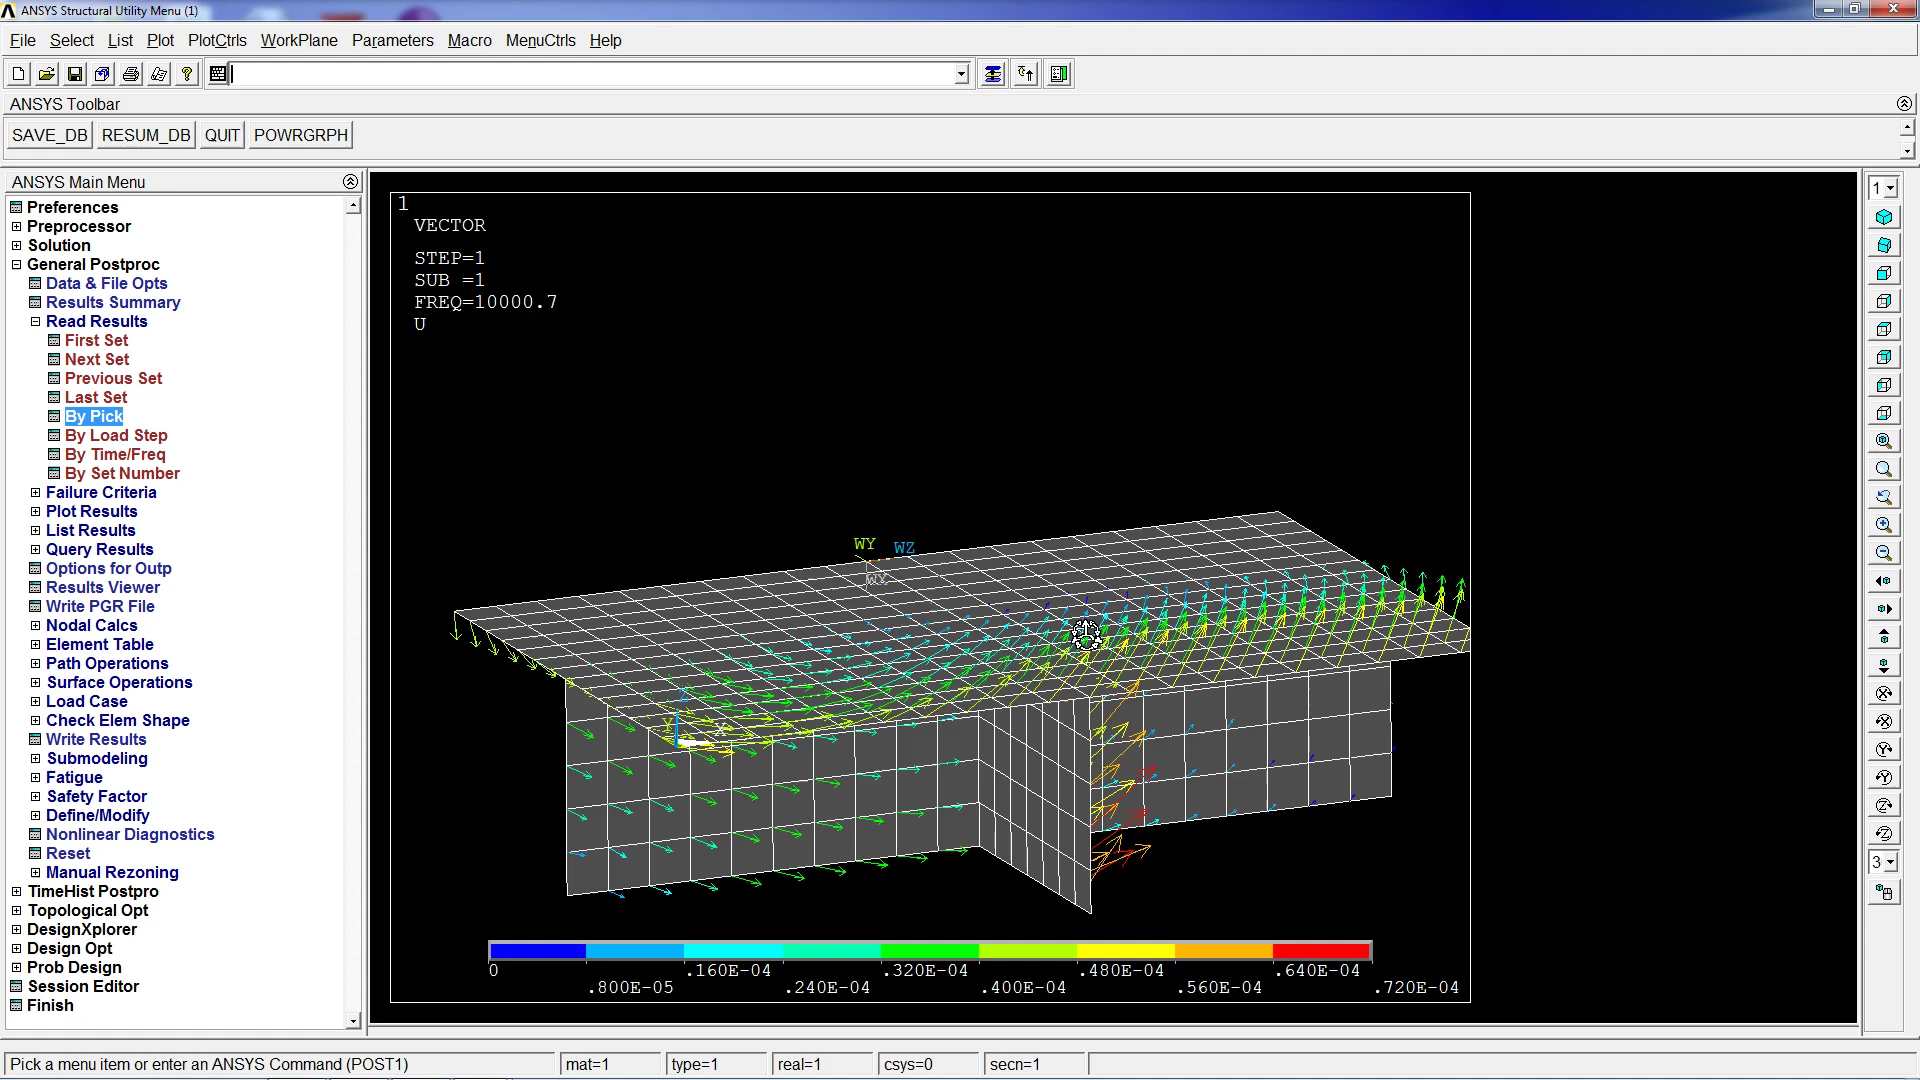 ANSYS Structural Utility Menu (1)
File Select List Plot PlotCtrls WorkPlane Parameters Macro MenuCtrls Help
ANSYS Toolbar
SAVE_DB RESUM_DB QUIT POWRGRPH
ANSYS Main Menu
Preferences
Preprocessor
Solution
General Postproc
Data & File Opts
Results Summary
Read Results
First Set
Next Set
Previous Set
Last Set
By Pick
By Load Step
By Time/Freq
By Set Number
Failure Criteria
Plot Results
List Results
Query Results
Options for Outp
Results Viewer
Write PGR File
Nodal Calcs
Element Table
Path Operations
Surface Operations
Load Case
Check Elem Shape
Write Results
Submodeling
Fatigue
Safety Factor
Define/Modify
Nonlinear Diagnostics
Reset
Manual Rezoning
TimeHist Postpro
Topological Opt
DesignXplorer
Design Opt
Prob Design
Session Editor
Finish
1
VECTOR
STEP=1
SUB =1
FREQ=10000.7
U
WY WZ
WX
Z
Y X
0 .160E-04 .320E-04 .480E-04 .640E-04
.800E-05 .240E-04 .400E-04 .560E-04 .720E-04
1
3
Pick a menu item or enter an ANSYS Command (POST1) mat=1 type=1 real=1 csys=0 secn=1